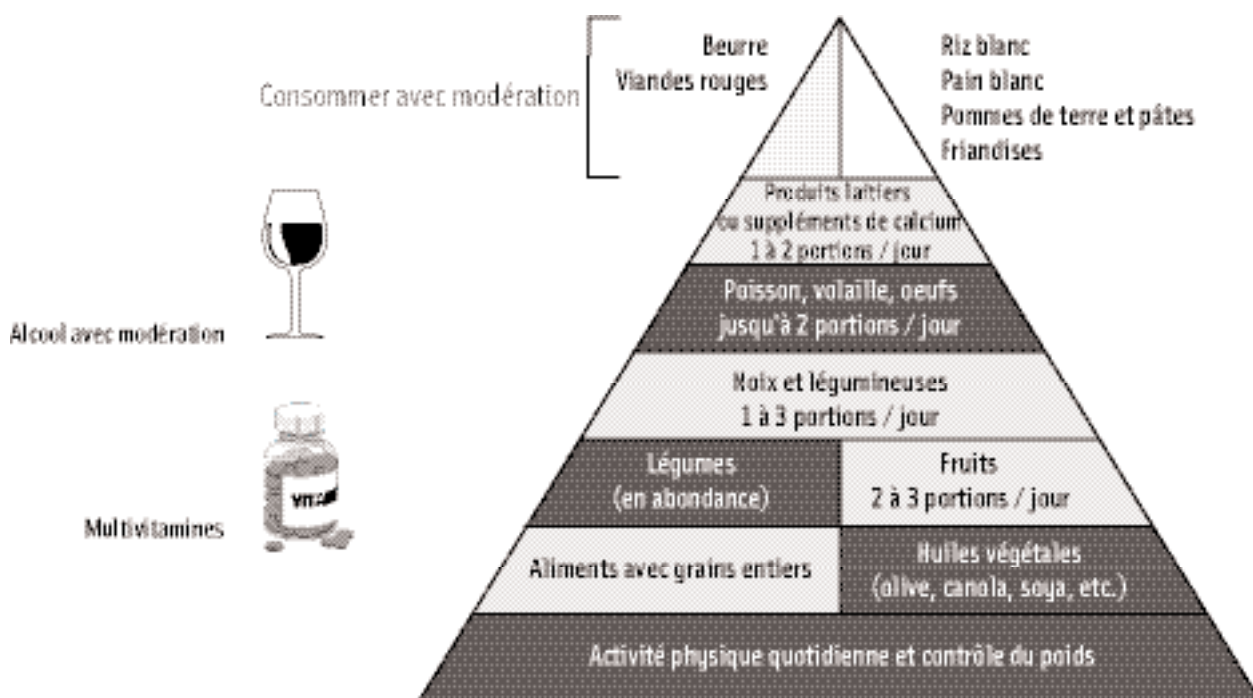 Consommer avec modération
Beurre
Viandes rouges
Riz blanc
Pain blanc
Pommes de terre et pâtes
Friandises
Produits laitiers
ou suppléments de calcium
1 à 2 portions / jour
Poisson, volaille, oeufs
jusqu'à 2 portions / jour
Noix et légumineuses
1 à 3 portions / jour
Légumes
(en abondance)
Fruits
2 à 3 portions / jour
Aliments avec grains entiers
Huiles végétales
(olive, canola, soya, etc.)
Activité physique quotidienne et contrôle du poids
Alcool avec modération
Multivitamines